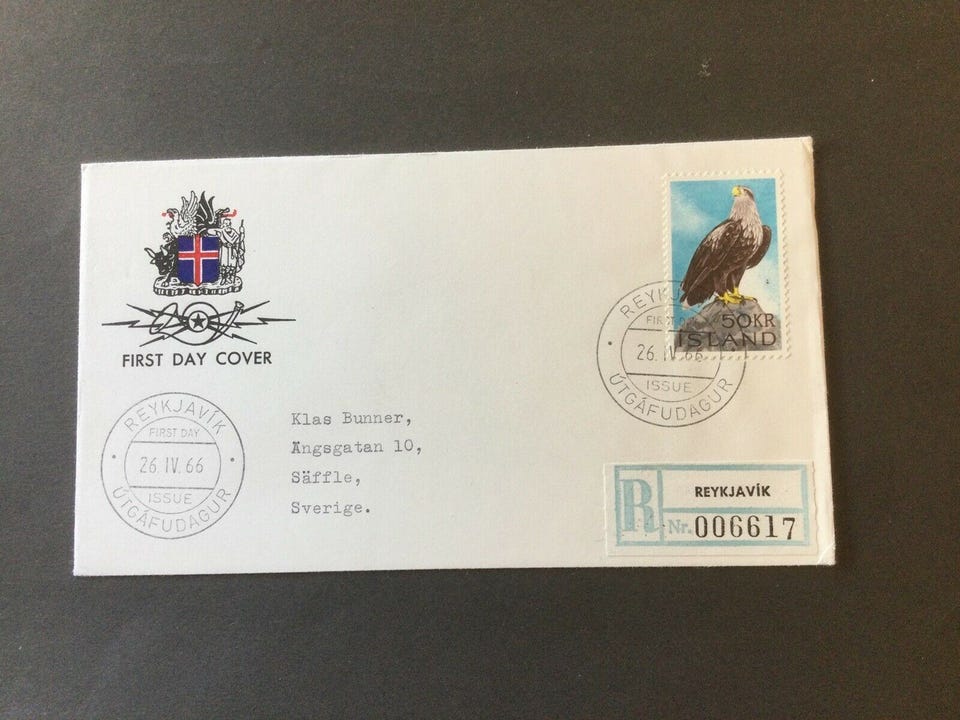 FIRST DAY COVER
REYKJAVÍK
FIRST DAY
26. IV. 66
ISSUE
ÚTGÁFUDAGUR
Klas Bunner,
Ängsgatan 10,
Säffle,
Sverige.
50KR
ISLAND
26. IV. 66
ISSUE
ÚTGÁFUDAGUR
R
REYKJAVÍK
Nr. 006617